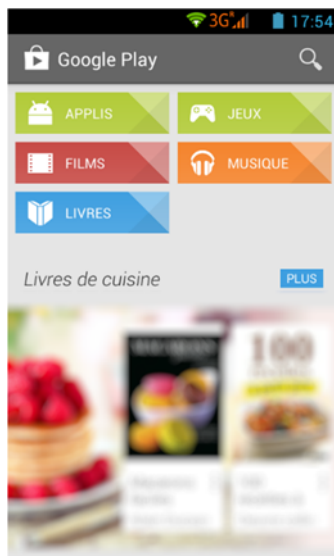 3G R 17:54
Google Play
APPLIS JEUX
FILMS MUSIQUE
LIVRES
Livres de cuisine PLUS
100